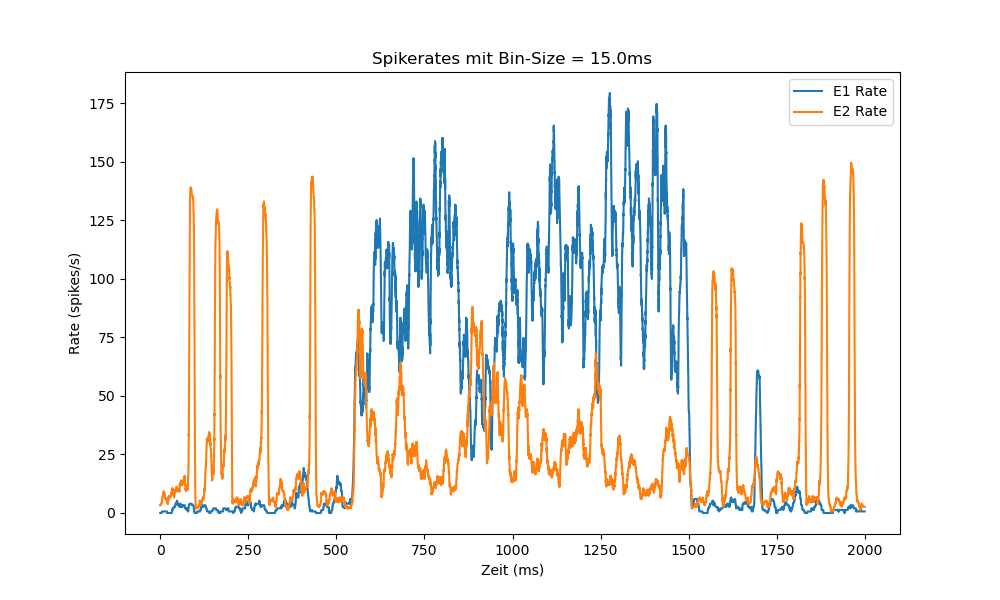 Spikerates mit Bin-Size = 15.0ms
E1 Rate
E2 Rate
175
150
125
100
75
50
25
0
Rate (spikes/s)
0 250 500 750 1000 1250 1500 1750 2000
Zeit (ms)